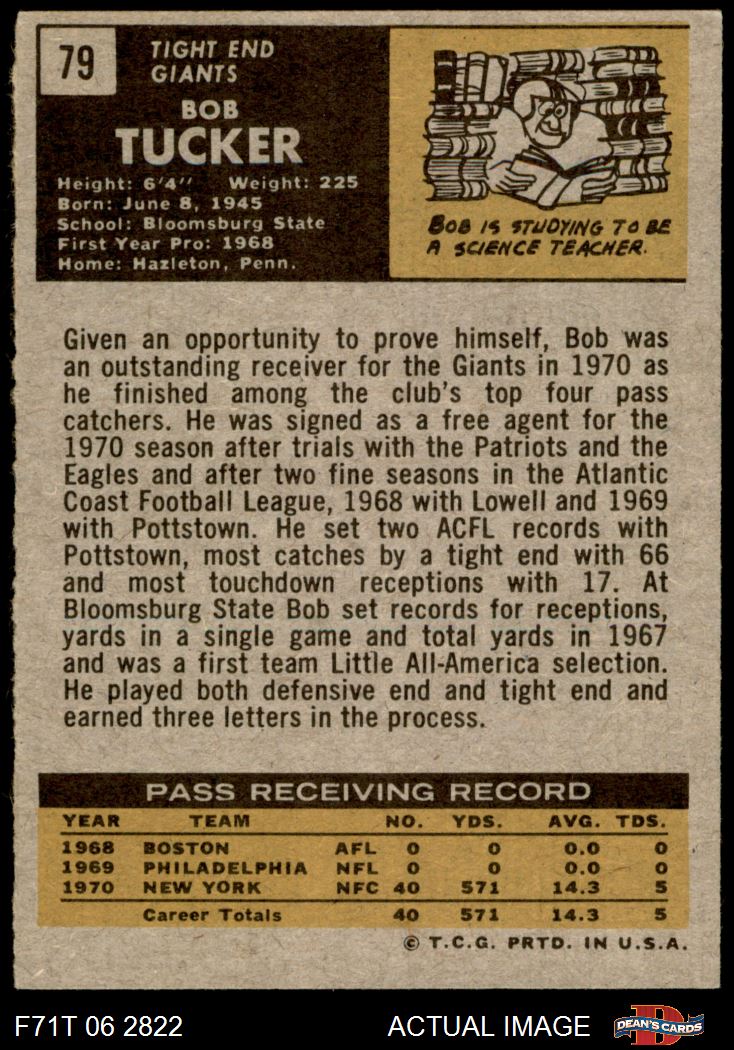 79
TIGHT END
GIANTS
BOB
TUCKER
Height: 6'4" Weight: 225
Born: June 8, 1945
School: Bloomsburg State
First Year Pro: 1968
Home: Hazleton, Penn.
BOB IS STUDYING TO BE
A SCIENCE TEACHER.
Given an opportunity to prove himself, Bob was
an outstanding receiver for the Giants in 1970 as
he finished among the club's top four pass
catchers. He was signed as a free agent for the
1970 season after trials with the Patriots and the
Eagles and after two fine seasons in the Atlantic
Coast Football League, 1968 with Lowell and 1969
with Pottstown. He set two ACFL records with
Pottstown, most catches by a tight end with 66
and most touchdown receptions with 17. At
Bloomsburg State Bob set records for receptions,
yards in a single game and total yards in 1967
and was a first team Little All-America selection.
He played both defensive end and tight end and
earned three letters in the process.
PASS RECEIVING RECORD
YEAR TEAM NO. YDS. AVG. TDS.
1968 BOSTON AFL 0 0 0.0 0
1969 PHILADELPHIA NFL 0 0 0.0 0
1970 NEW YORK NFC 40 571 14.3 5
Career Totals 40 571 14.3 5
© T.C.G. PRTD. IN U.S.A.
F71T 06 2822 ACTUAL IMAGE DEAN'S CARDS